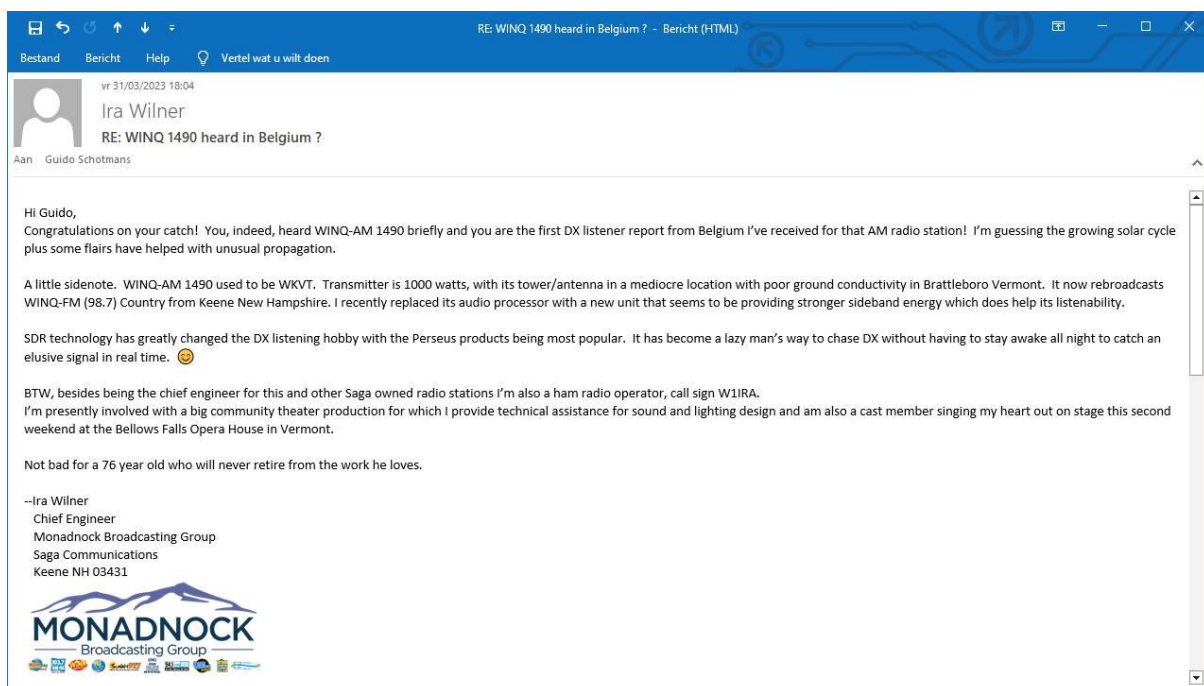 RE: WINQ 1490 heard in Belgium ? - Bericht (HTML)
Bestand Bericht Help Vertel wat u wilt doen
vr 31/03/2023 18:04
Ira Wilner
RE: WINQ 1490 heard in Belgium ?
Aan Guido Schotmans
Hi Guido,
Congratulations on your catch! You, indeed, heard WINQ-AM 1490 briefly and you are the first DX listener report from Belgium I've received for that AM radio station! I'm guessing the growing solar cycle
plus some flairs have helped with unusual propagation.
A little sidenote. WINQ-AM 1490 used to be WKVT. Transmitter is 1000 watts, with its tower/antenna in a mediocre location with poor ground conductivity in Brattleboro Vermont. It now rebroadcasts
WINQ-FM (98.7) Country from Keene New Hampshire. I recently replaced its audio processor with a new unit that seems to be providing stronger sideband energy which does help its listenability.
SDR technology has greatly changed the DX listening hobby with the Perseus products being most popular. It has become a lazy man's way to chase DX without having to stay awake all night to catch an
elusive signal in real time. 😊
BTW, besides being the chief engineer for this and other Saga owned radio stations I'm also a ham radio operator, call sign W1IRA.
I'm presently involved with a big community theater production for which I provide technical assistance for sound and lighting design and am also a cast member singing my heart out on stage this second
weekend at the Bellows Falls Opera House in Vermont.
Not bad for a 76 year old who will never retire from the work he loves.
--Ira Wilner
Chief Engineer
Monadnock Broadcasting Group
Saga Communications
Keene NH 03431
MONADNOCK
Broadcasting Group